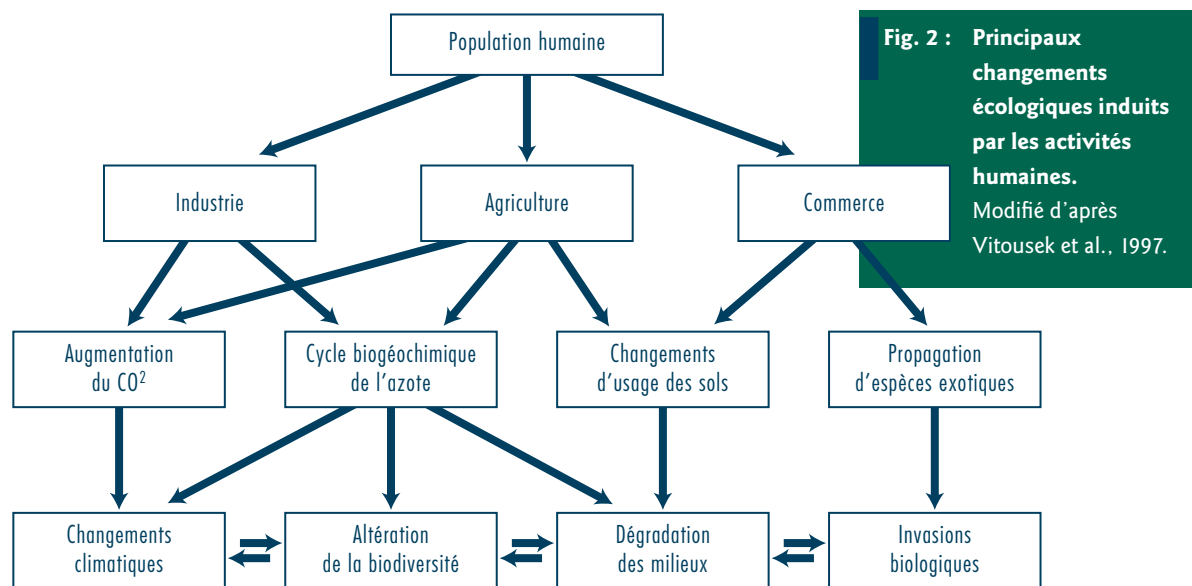 Population humaine
Fig. 2 : Principaux
changements
écologiques induits
par les activités
humaines.
Modifié d'après
Vitousek et al., 1997.
Industrie
Agriculture
Commerce
Augmentation
du CO²
Cycle biogéochimique
de l'azote
Changements
d'usage des sols
Propagation
d'espèces exotiques
Changements
climatiques
Altération
de la biodiversité
Dégradation
des milieux
Invasions
biologiques